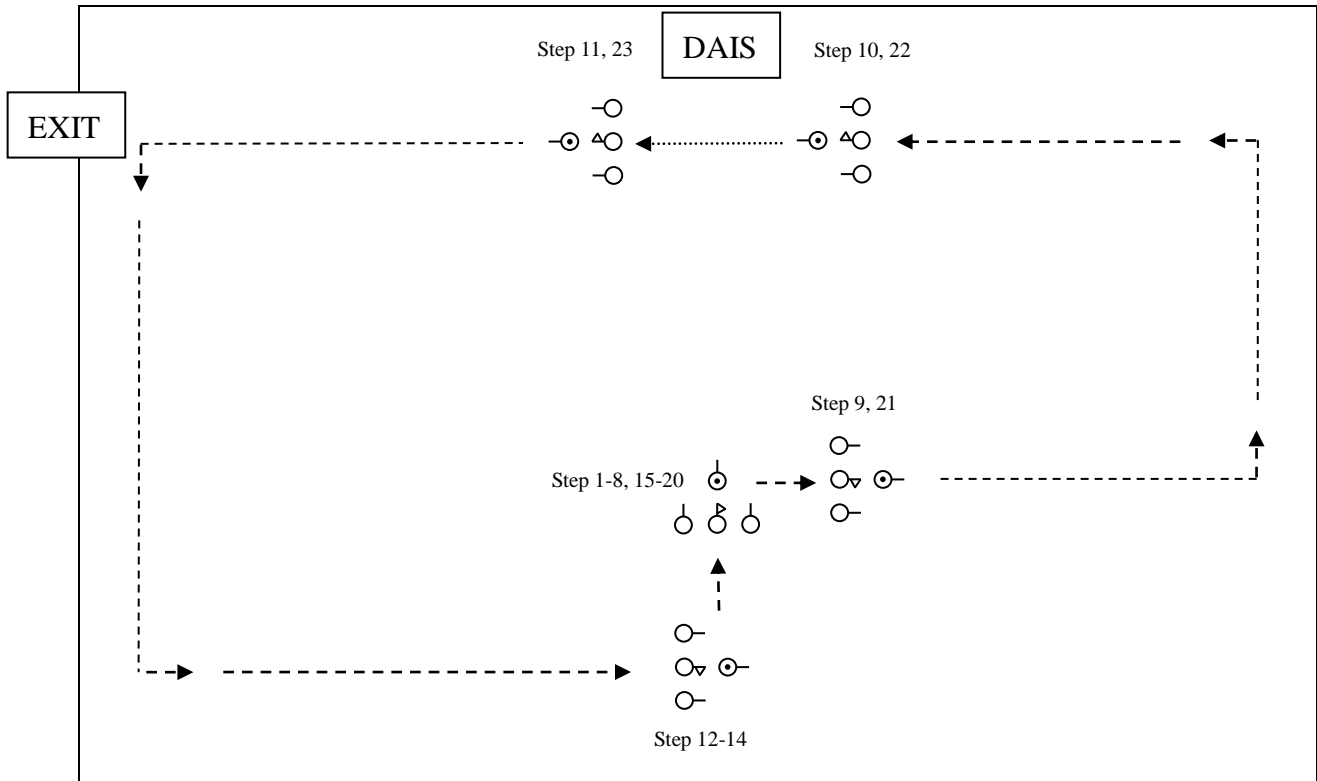 Step 11, 23
DAIS
Step 10, 22
EXIT
Step 9, 21
Step 1-8, 15-20
Step 12-14